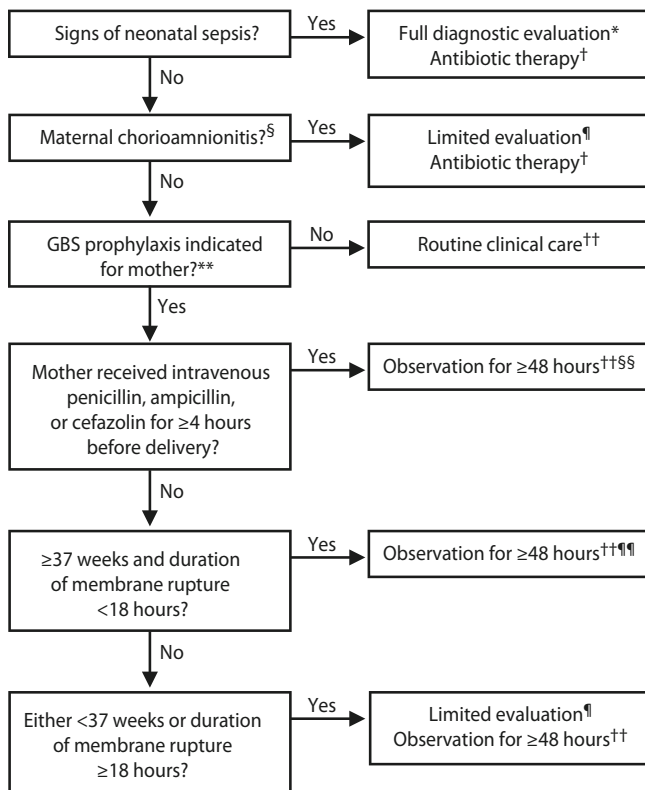 Signs of neonatal sepsis?
Yes
Full diagnostic evaluation*
Antibiotic therapy†
No
Maternal chorioamnionitis?§
Yes
Limited evaluation¶
Antibiotic therapy†
No
GBS prophylaxis indicated
for mother?**
No
Routine clinical care††
Yes
Mother received intravenous
penicillin, ampicillin,
or cefazolin for ≥4 hours
before delivery?
Yes
Observation for ≥48 hours††§§
No
≥37 weeks and duration
of membrane rupture
<18 hours?
Yes
Observation for ≥48 hours††¶¶
No
Either <37 weeks or duration
of membrane rupture
≥18 hours?
Yes
Limited evaluation¶
Observation for ≥48 hours††